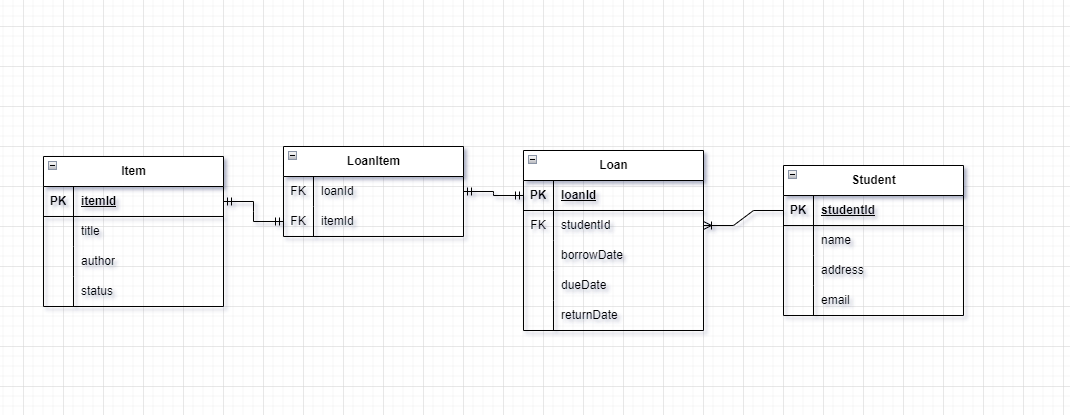 Item
PK itemId
title
author
status
LoanItem
FK loanId
FK itemId
Loan
PK loanId
FK studentId
borrowDate
dueDate
returnDate
Student
PK studentId
name
address
email